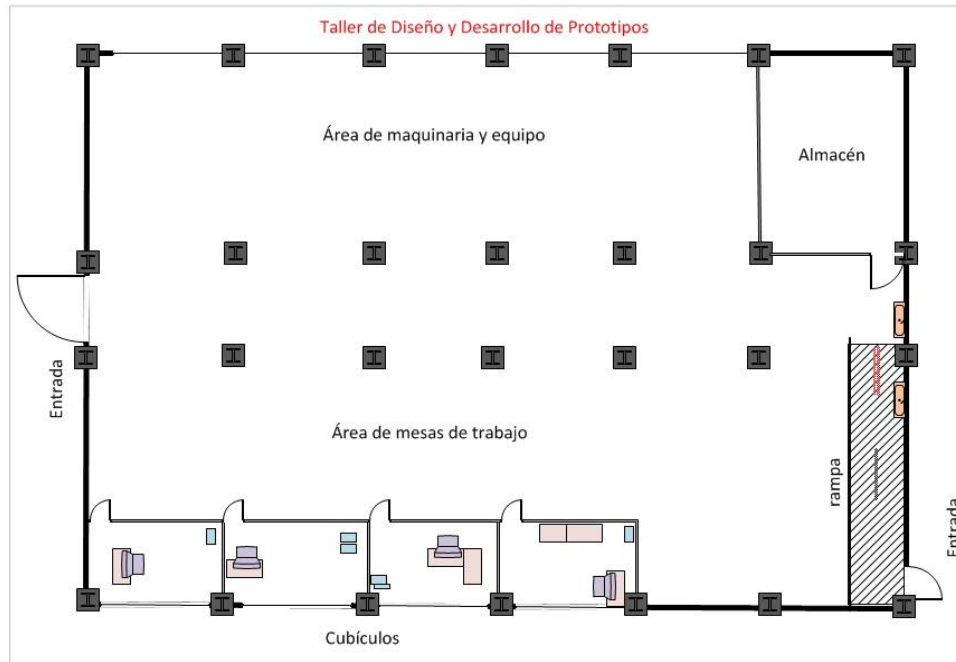 Taller de Diseño y Desarrollo de Prototipos
Área de maquinaria y equipo
Almacén
Entrada
Área de mesas de trabajo
rampa
Entrada
Cubículos